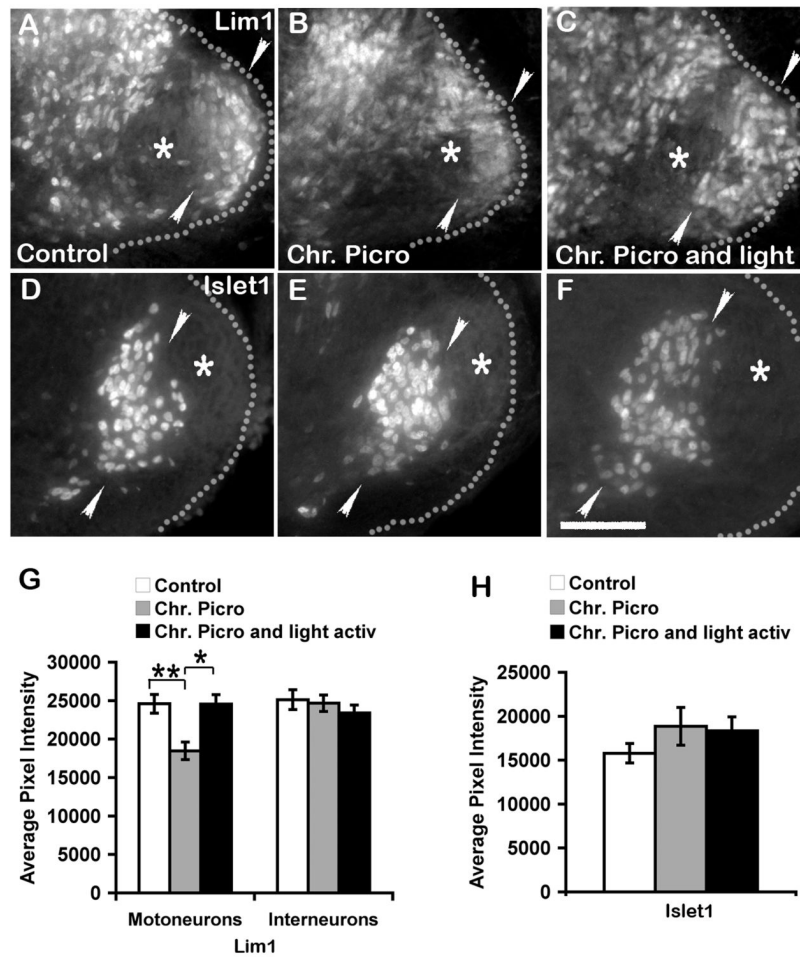 A Lim1
B
C
*
*
*
Control
Chr. Picro
Chr. Picro and light
D Islet1
E
F
*
*
*
G
Control
Chr. Picro
Chr. Picro and light activ
H
Control
Chr. Picro
Chr. Picro and light activ
Average Pixel Intensity
30000
25000
20000
15000
10000
5000
0
** *
Motoneurons Interneurons
Lim1
Average Pixel Intensity
25000
20000
15000
10000
5000
0
Islet1